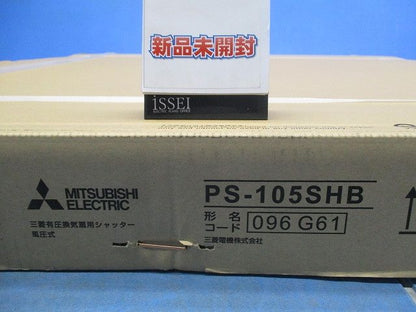 新品未開封
iSSEI
MITSUBISHI
ELECTRIC
三菱有圧換気扇用シャッター
風圧式
PS-105SHB
形名
コード 096 G61
三菱電機株式会社